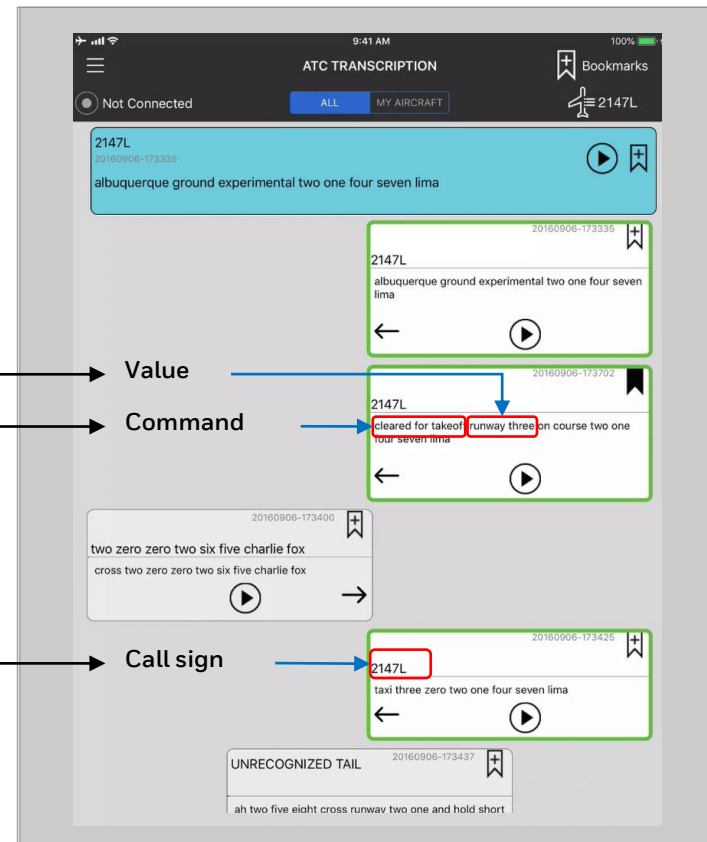 9:41 AM
100%
ATC TRANSCRIPTION
Bookmarks
Not Connected
ALL
MY AIRCRAFT
2147L
2147L
20160906-173335
albuquerque ground experimental two one four seven lima
20160906-173335
2147L
albuquerque ground experimental two one four seven
lima
Value
20160906-173702
2147L
Command
cleared for takeoff runway three on course two one
four seven lima
20160906-173400
two zero zero two six five charlie fox
cross two zero zero two six five charlie fox
20160906-173425
Call sign
2147L
taxi three zero two one four seven lima
UNRECOGNIZED TAIL
20160906-173437
ah two five eight cross runway two one and hold short